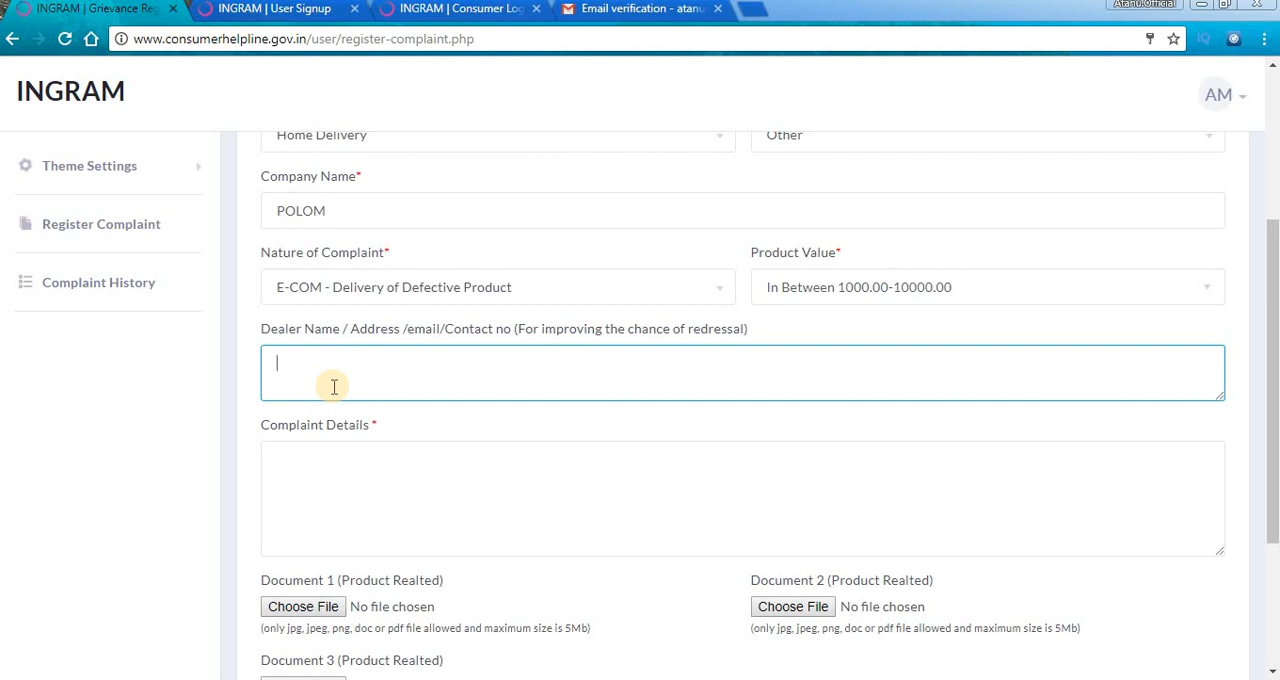 INGRAM | Grievance Reg
INGRAM | User Signup
INGRAM | Consumer Log
Email verification - atanu
Atanu.Official
www.consumerhelpline.gov.in/user/register-complaint.php
INGRAM
AM
Theme Settings
Register Complaint
Complaint History
Home Delivery
Other
Company Name*
POLOM
Nature of Complaint*
Product Value*
E-COM - Delivery of Defective Product
In Between 1000.00-10000.00
Dealer Name / Address /email/Contact no (For improving the chance of redressal)
Complaint Details *
Document 1 (Product Realted)
Document 2 (Product Realted)
Choose File No file chosen
Choose File No file chosen
(only jpg, jpeg, png, doc or pdf file allowed and maximum size is 5Mb)
(only jpg, jpeg, png, doc or pdf file allowed and maximum size is 5Mb)
Document 3 (Product Realted)